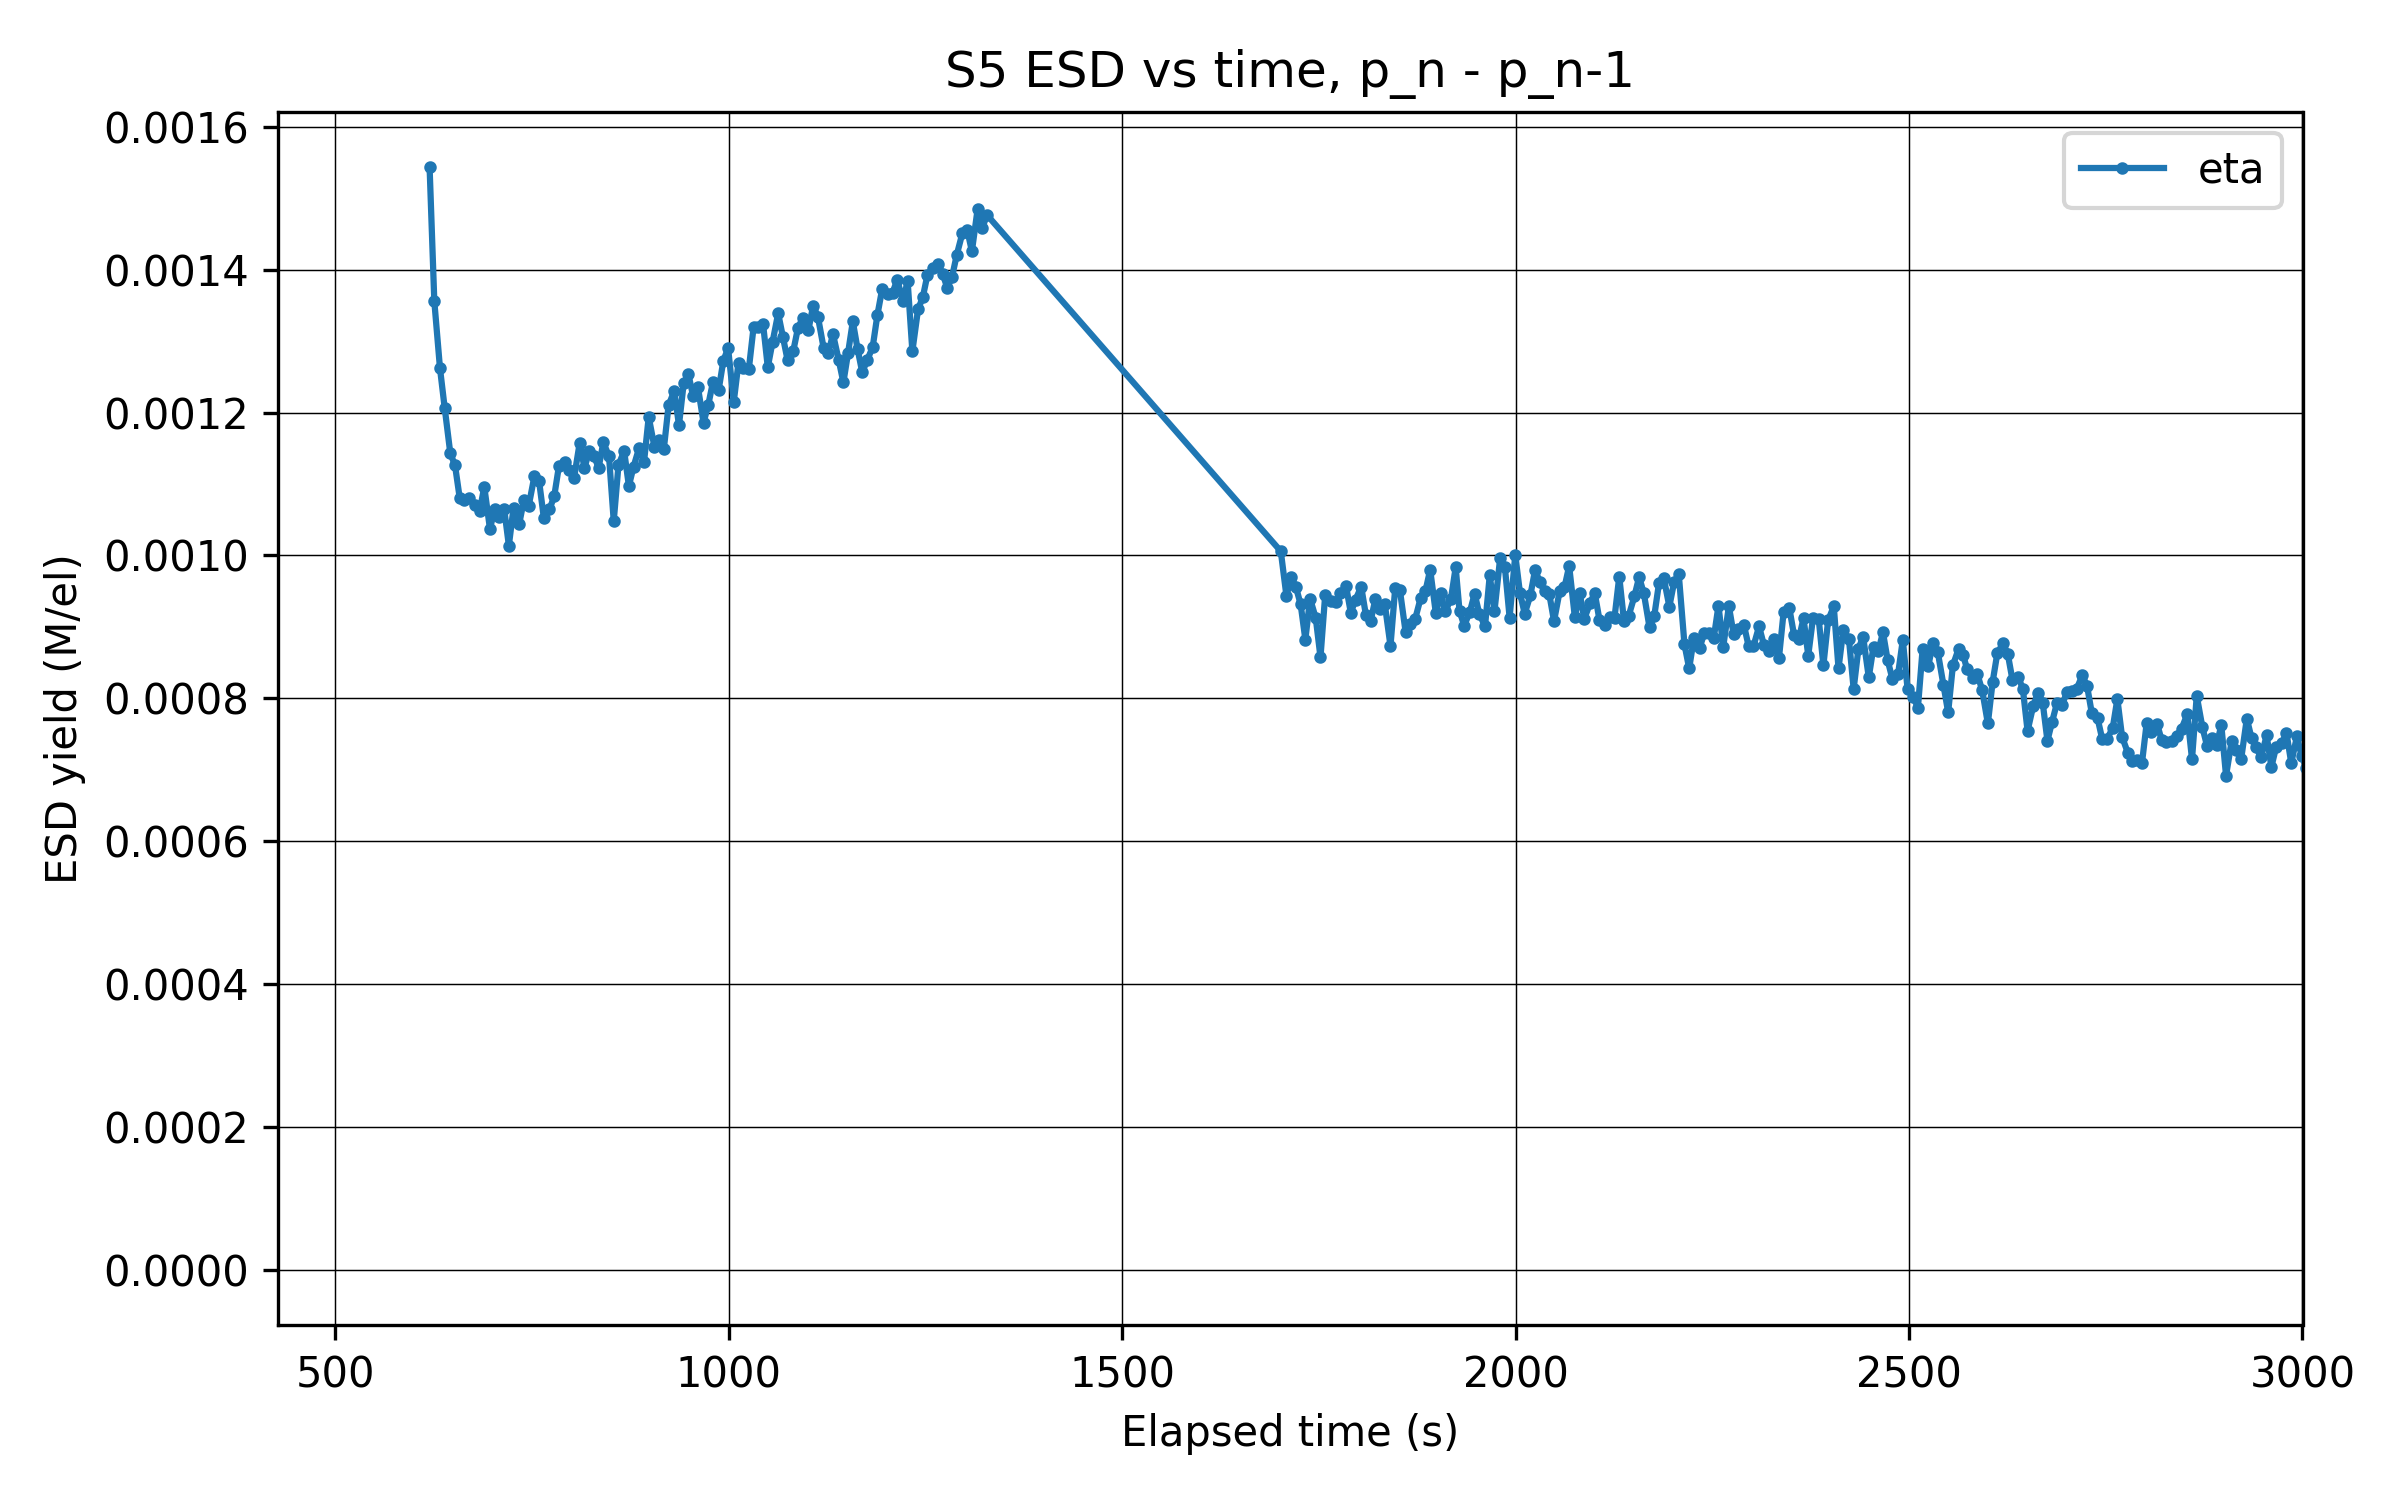 S5 ESD vs time, p_n - p_n-1
eta
ESD yield (M/el)
0.0016
0.0014
0.0012
0.0010
0.0008
0.0006
0.0004
0.0002
0.0000
500 1000 1500 2000 2500 3000
Elapsed time (s)